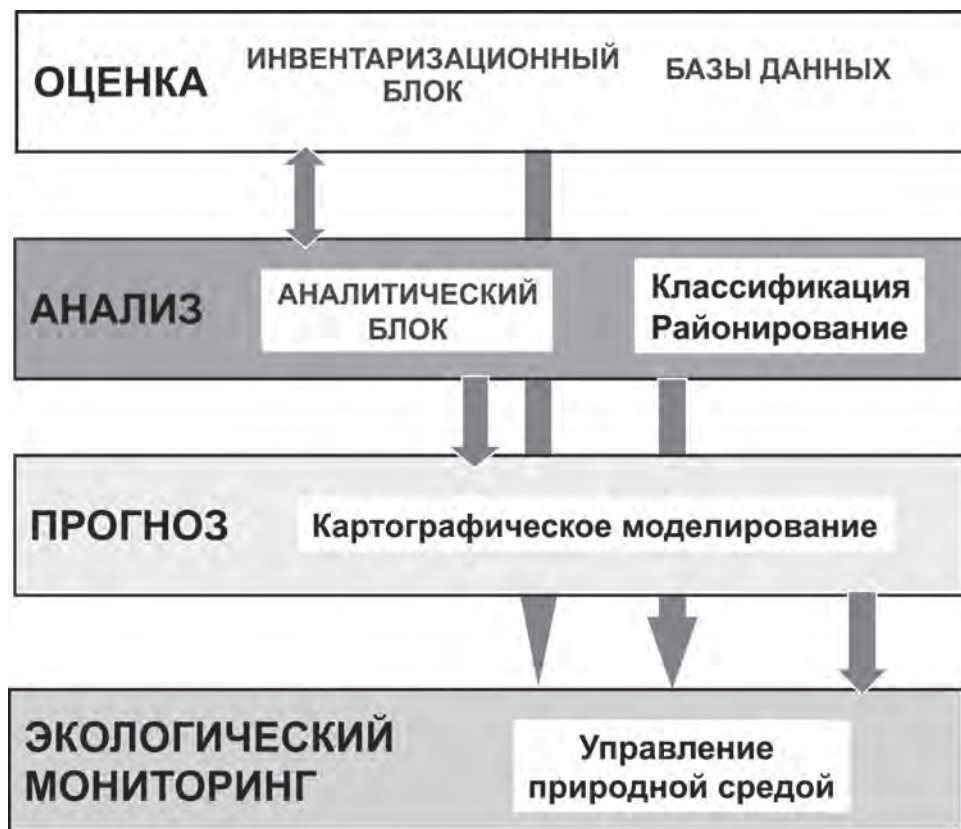 ОЦЕНКА
ИНВЕНТАРИЗАЦИОННЫЙ
БЛОК
БАЗЫ ДАННЫХ
АНАЛИЗ
АНАЛИТИЧЕСКИЙ
БЛОК
Классификация
Районирование
ПРОГНОЗ
Картографическое моделирование
ЭКОЛОГИЧЕСКИЙ
МОНИТОРИНГ
Управление
природной средой